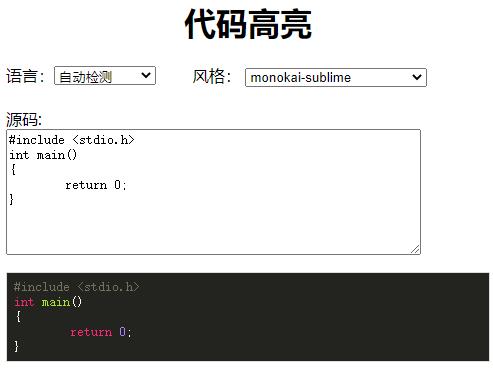 代码高亮
语言： 自动检测 风格： monokai-sublime
源码:
#include <stdio.h>
int main()
{
        return 0;
}
#include <stdio.h>
int main()
{
        return 0;
}